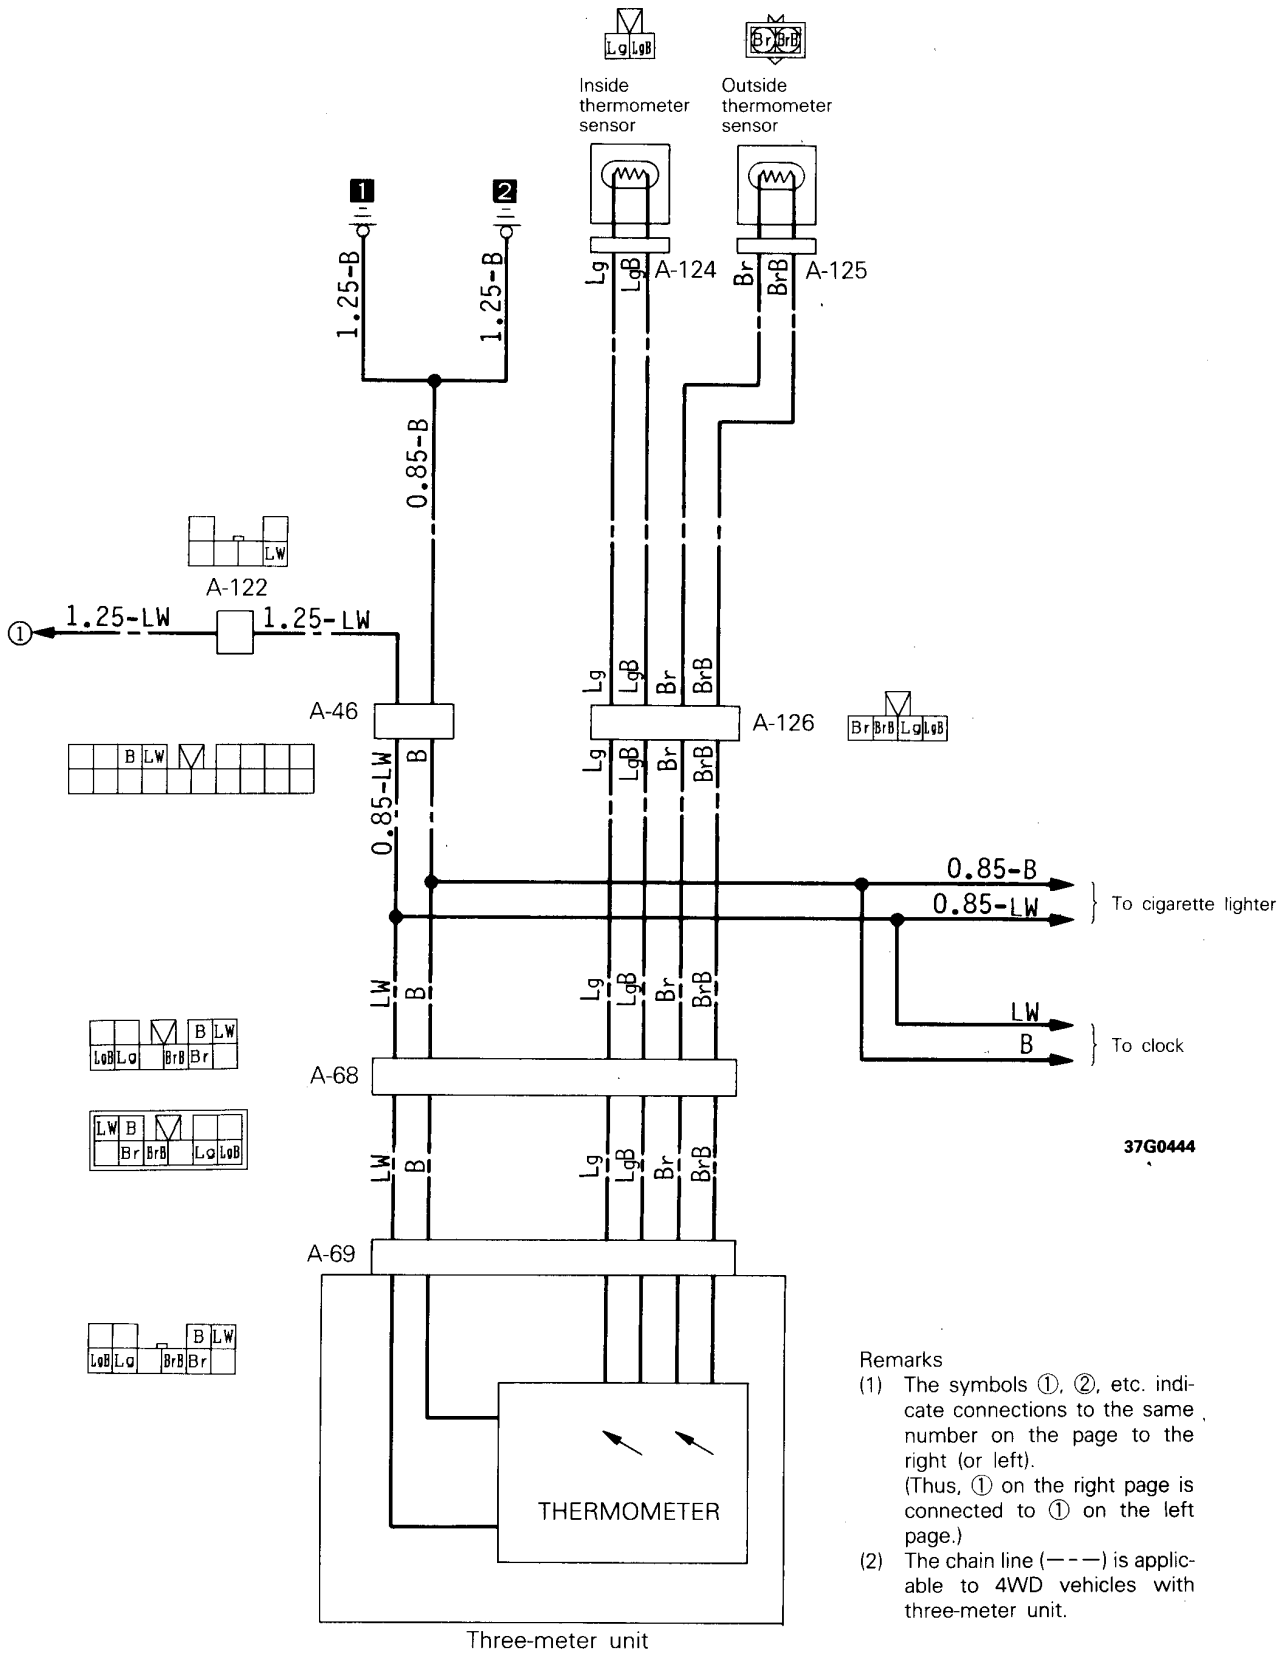 Lg LgB
Br BrB
Inside
thermometer
sensor
Outside
thermometer
sensor
1
2
1.25-B
1.25-B
Lg
LgB
A-124
Br
BrB
A-125
0.85-B
LW
A-122
①
1.25-LW
1.25-LW
A-46
Lg
LgB
Br
BrB
A-126
Br BrB Lg LgB
B LW
0.85-LW
B
Lg
LgB
Br
BrB
0.85-B
0.85-LW
To cigarette lighter
LW
B
Lg
LgB
Br
BrB
LW
B
To clock
B LW
LgB Lg BrB Br
A-68
LW B
Br BrB Lg LgB
37G0444
LW
B
Lg
LgB
Br
BrB
A-69
B LW
LgB Lg BrB Br
THERMOMETER
Three-meter unit
Remarks
(1) The symbols ①, ②, etc. indi-
cate connections to the same
number on the page to the
right (or left).
(Thus, ① on the right page is
connected to ① on the left
page.)
(2) The chain line (— - - —) is applic-
able to 4WD vehicles with
three-meter unit.